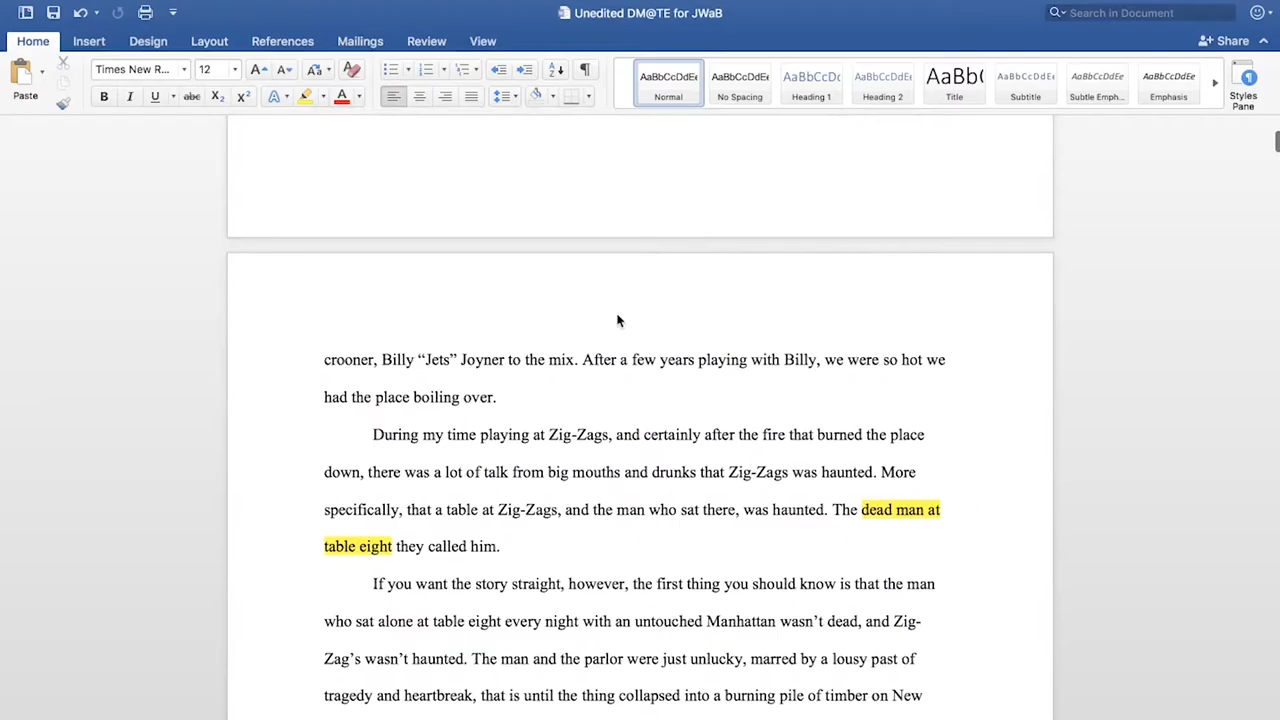 Unedited DM@TE for JWaB
Search in Document
Home Insert Design Layout References Mailings Review View
Share
Times New R... 12
Paste
B I U abc X2 X2 A A
AaBbCcDdEe AaBbCcDdEe AaBbCcDc AaBbCcDdEe AaBb( AaBbCcDdEe AaBbCcDdEe AaBbCcDdEe
Normal No Spacing Heading 1 Heading 2 Title Subtitle Subtle Emph... Emphasis
Styles
Pane
crooner, Billy “Jets” Joyner to the mix. After a few years playing with Billy, we were so hot we
had the place boiling over.
During my time playing at Zig-Zags, and certainly after the fire that burned the place
down, there was a lot of talk from big mouths and drunks that Zig-Zags was haunted. More
specifically, that a table at Zig-Zags, and the man who sat there, was haunted. The dead man at
table eight they called him.
If you want the story straight, however, the first thing you should know is that the man
who sat alone at table eight every night with an untouched Manhattan wasn’t dead, and Zig-
Zag’s wasn’t haunted. The man and the parlor were just unlucky, marred by a lousy past of
tragedy and heartbreak, that is until the thing collapsed into a burning pile of timber on New